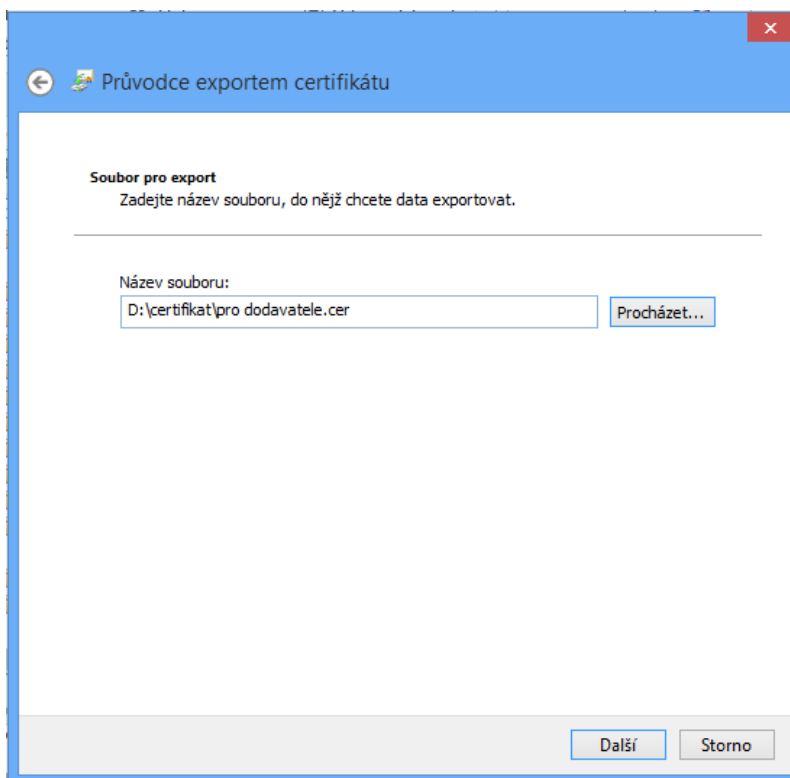 Průvodce exportem certifikátu
Soubor pro export
Zadejte název souboru, do nějž chcete data exportovat.
Název souboru:
D:\certifikat\pro dodavatele.cer
Procházet...
Další
Storno